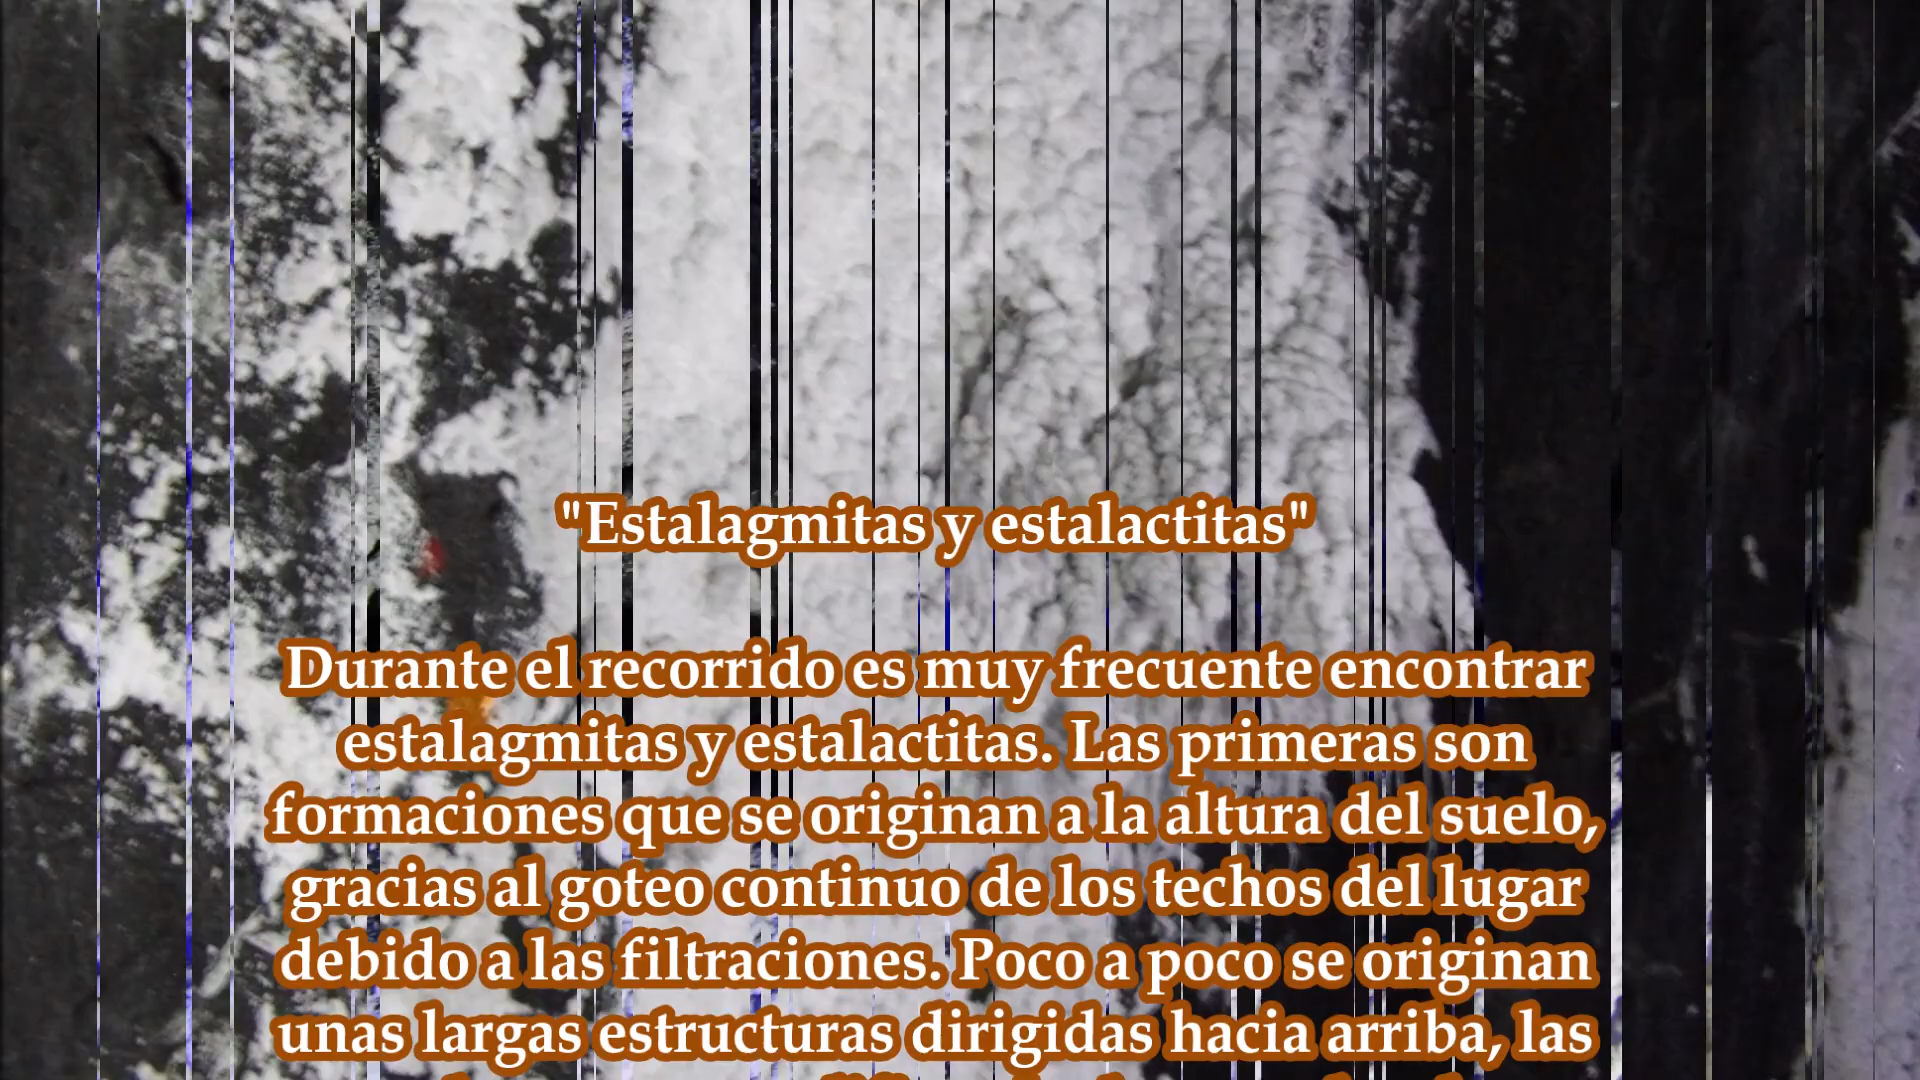 "Estalagmitas y estalactitas"
Durante el recorrido es muy frecuente encontrar
estalagmitas y estalactitas. Las primeras son
formaciones que se originan a la altura del suelo,
gracias al goteo continuo de los techos del lugar
debido a las filtraciones. Poco a poco se originan
unas largas estructuras dirigidas hacia arriba, las